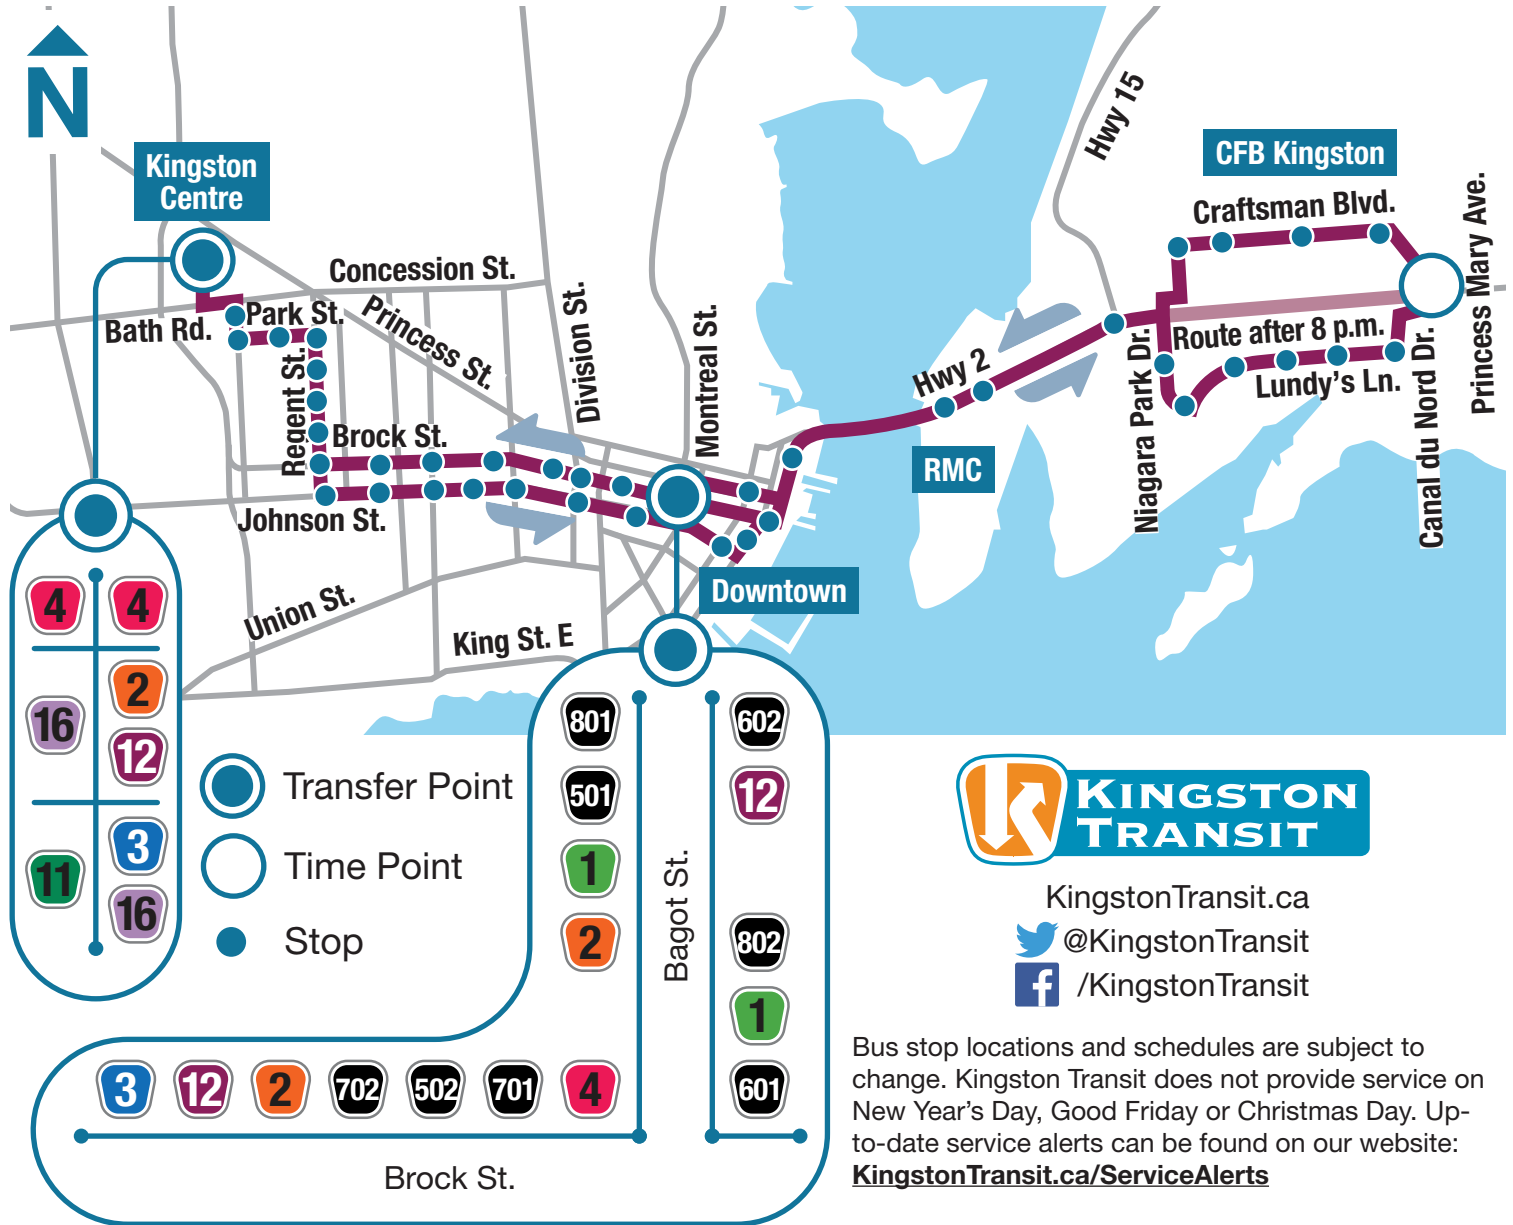 N
Kingston
Centre
Hwy 15
CFB Kingston
Craftsman Blvd.
Princess Mary Ave.
Concession St.
Bath Rd.
Park St.
Princess St.
Division St.
Montreal St.
Regent St.
Route after 8 p.m.
Hwy 2
Lundy's Ln.
Niagara Park Dr.
Canal du Nord Dr.
Brock St.
RMC
Johnson St.
Downtown
Union St.
King St. E
4
4
2
16
12
3
11
16
Transfer Point
Time Point
Stop
801
602
501
12
1
2
802
1
601
Bagot St.
3
12
2
702
502
701
4
Brock St.
KINGSTON
TRANSIT
KingstonTransit.ca
@KingstonTransit
/KingstonTransit
Bus stop locations and schedules are subject to
change. Kingston Transit does not provide service on
New Year's Day, Good Friday or Christmas Day. Up-
to-date service alerts can be found on our website:
KingstonTransit.ca/ServiceAlerts